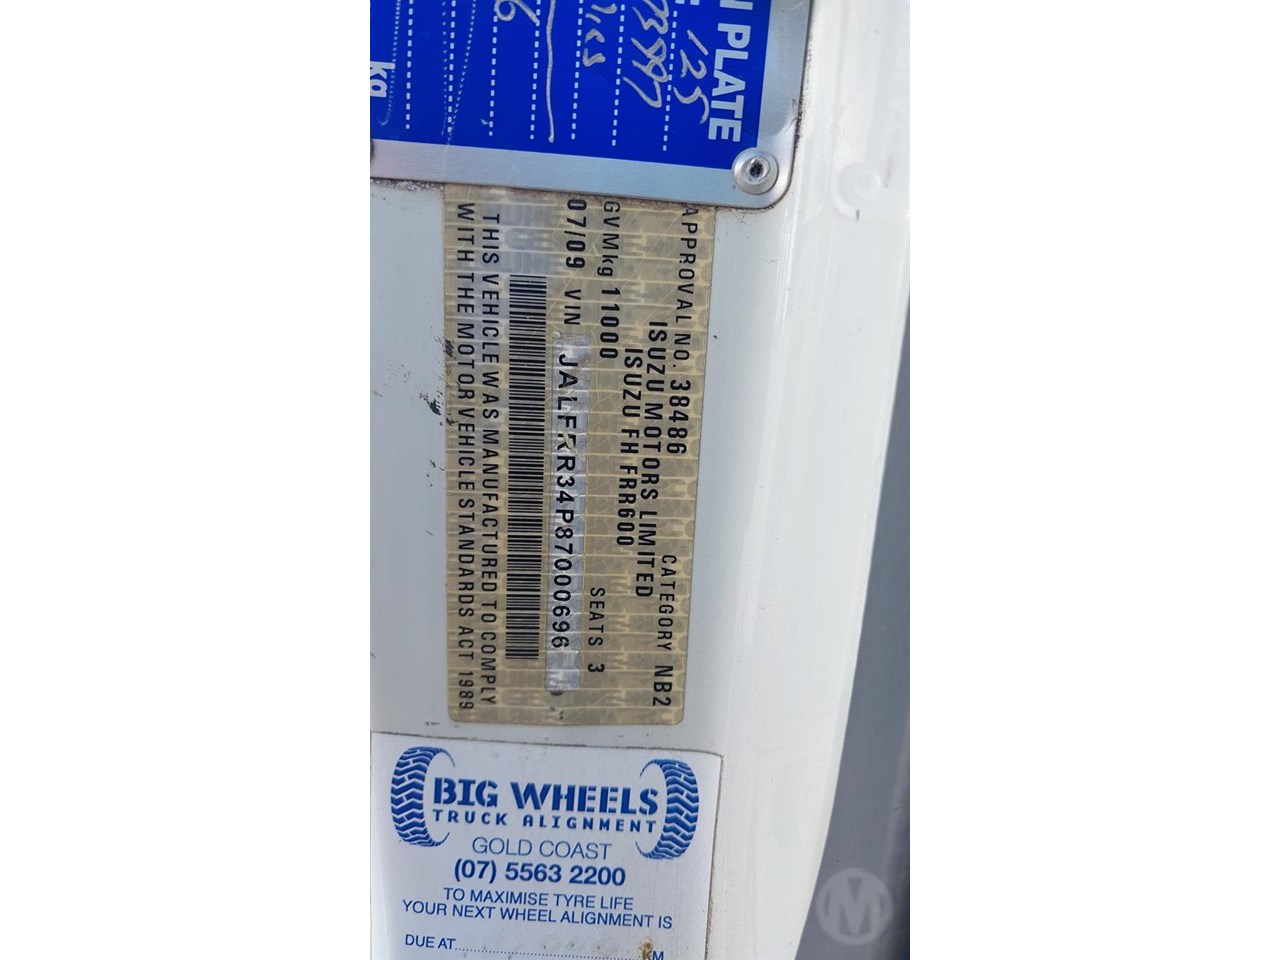 N PLATE
125
kg
APPROVAL NO. 38486 CATEGORY NB2
ISUZU MOTORS LIMITED
ISUZU FH FRR600
GVMkg 11000 SEATS 3
07/09 VIN JALFRR34P87000696
THIS VEHICLE WAS MANUFACTURED TO COMPLY
WITH THE MOTOR VEHICLE STANDARDS ACT 1989
BIG WHEELS
TRUCK ALIGNMENT
GOLD COAST
(07) 5563 2200
TO MAXIMISE TYRE LIFE
YOUR NEXT WHEEL ALIGNMENT IS
DUE AT KM
M